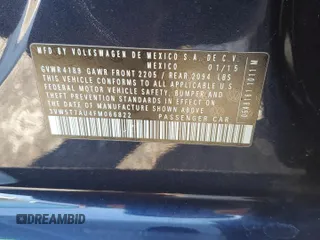 MFD BY VOLKSWAGEN DE MEXICO S.A. DE C.V.
MEXICO 01/15
GVWR 4189 GAWR FRONT 2205 / REAR 2094 LBS
THIS VEHICLE CONFORMS TO ALL APPLICABLE U.S.
FEDERAL MOTOR VEHICLE SAFETY, BUMPER, AND
THEFT PREVENTION STANDARDS IN EFFECT ON THE
DATE OF MANUFACTURE SHOWN ABOVE.
PASSENGER CAR
DREAMBID